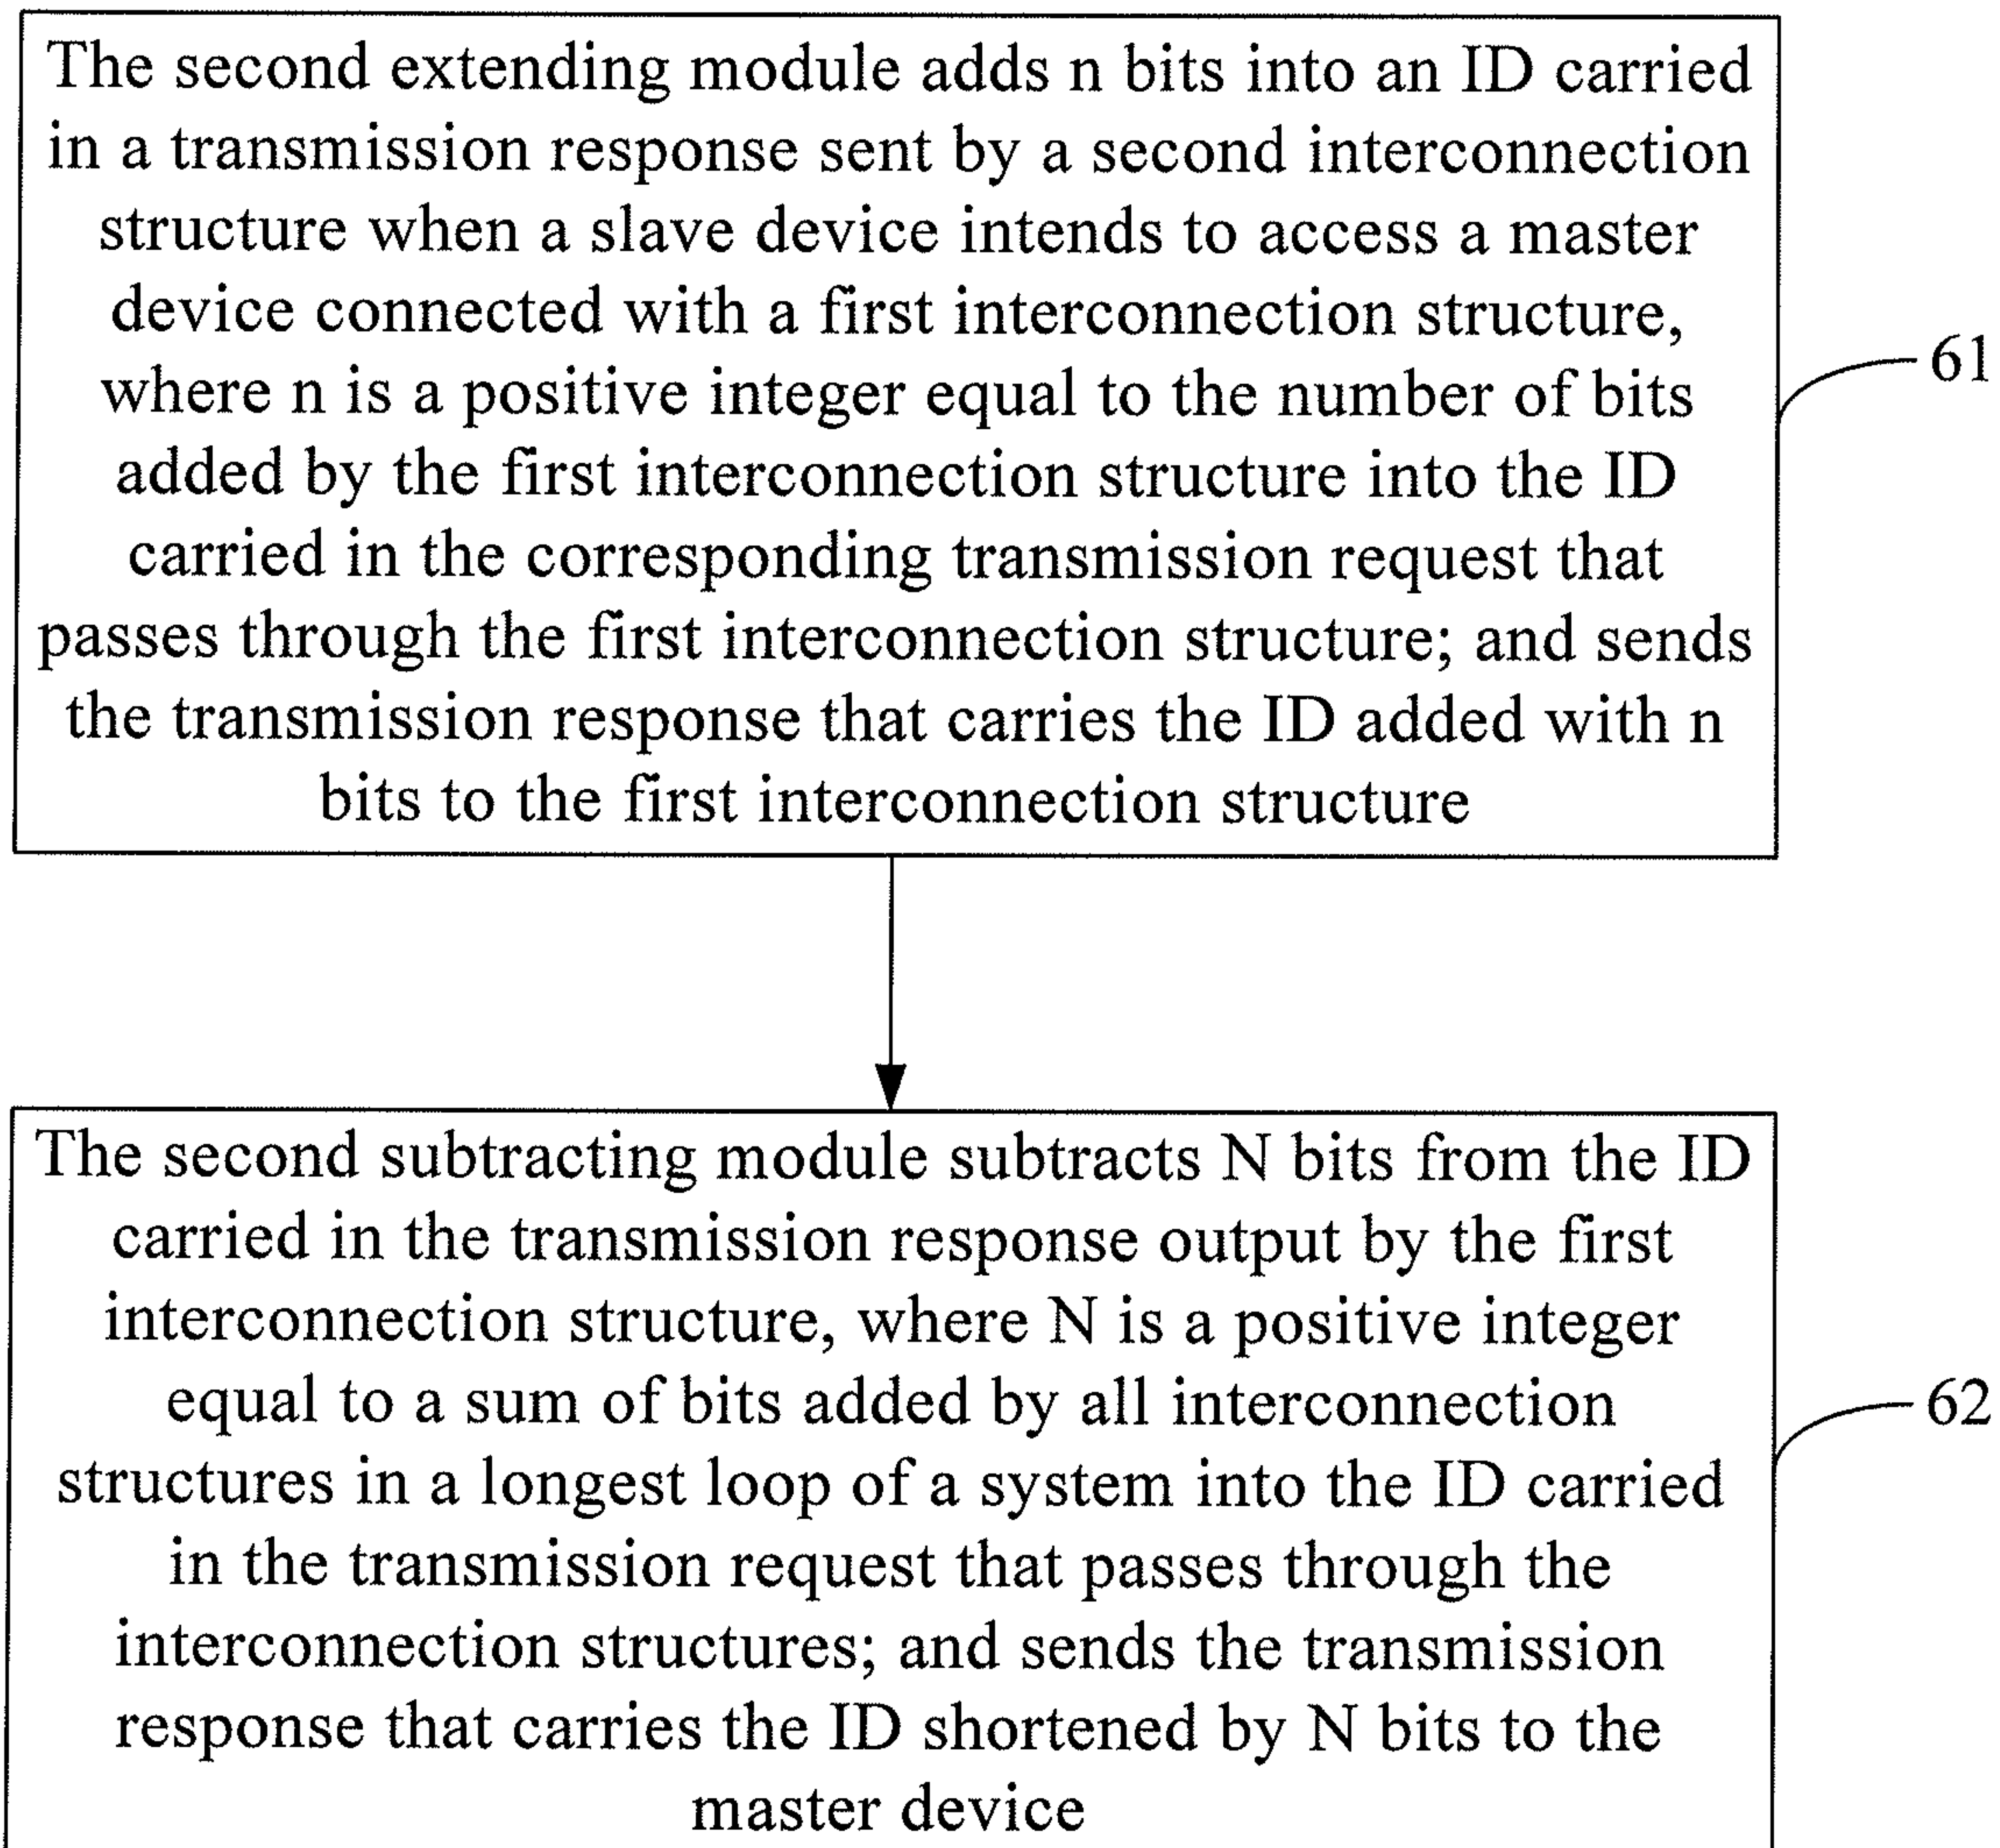 The second extending module adds n bits into an ID carried
in a transmission response sent by a second interconnection
structure when a slave device intends to access a master
device connected with a first interconnection structure,
where n is a positive integer equal to the number of bits
added by the first interconnection structure into the ID
carried in the corresponding transmission request that
passes through the first interconnection structure; and sends
the transmission response that carries the ID added with n
bits to the first interconnection structure
61
The second subtracting module subtracts N bits from the ID
carried in the transmission response output by the first
interconnection structure, where N is a positive integer
equal to a sum of bits added by all interconnection
structures in a longest loop of a system into the ID carried
in the transmission request that passes through the
interconnection structures; and sends the transmission
response that carries the ID shortened by N bits to the
master device
62